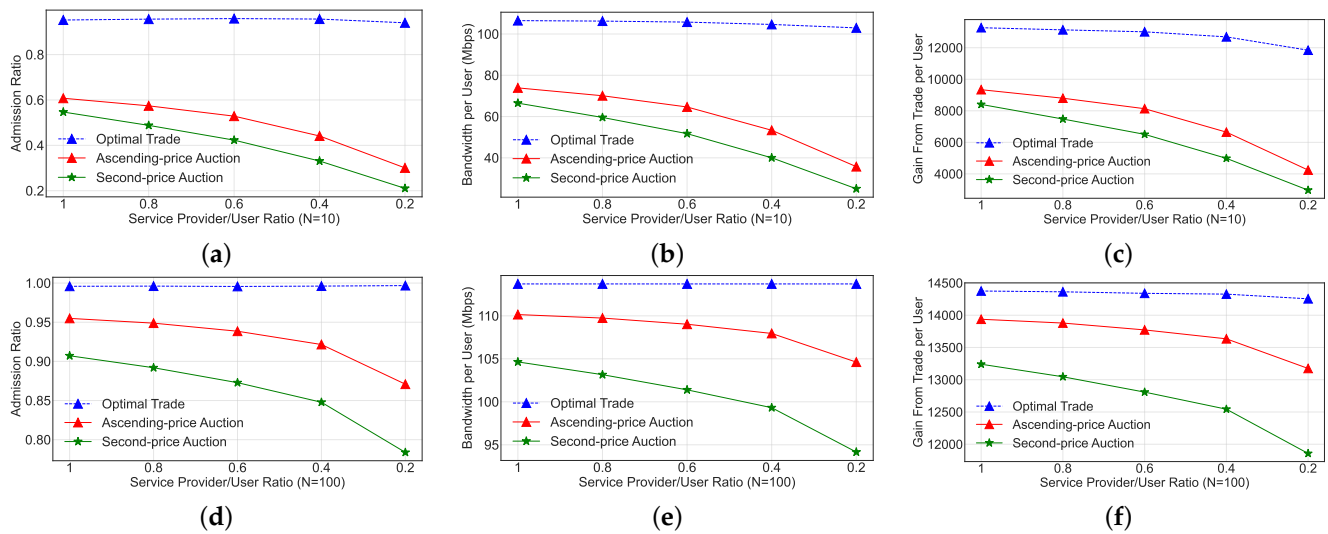 Admission Ratio
0.8
0.6
0.4
0.2
Optimal Trade
Ascending-price Auction
Second-price Auction
1 0.8 0.6 0.4 0.2
Service Provider/User Ratio (N=10)
(a)
Bandwidth per User (Mbps)
100
80
60
40
Optimal Trade
Ascending-price Auction
Second-price Auction
1 0.8 0.6 0.4 0.2
Service Provider/User Ratio (N=10)
(b)
Gain From Trade per User
12000
10000
8000
6000
4000
Optimal Trade
Ascending-price Auction
Second-price Auction
1 0.8 0.6 0.4 0.2
Service Provider/User Ratio (N=10)
(c)
Admission Ratio
1.00
0.95
0.90
0.85
0.80
Optimal Trade
Ascending-price Auction
Second-price Auction
1 0.8 0.6 0.4 0.2
Service Provider/User Ratio (N=100)
(d)
Bandwidth per User (Mbps)
110
105
100
95
Optimal Trade
Ascending-price Auction
Second-price Auction
1 0.8 0.6 0.4 0.2
Service Provider/User Ratio (N=100)
(e)
Gain From Trade per User
14500
14000
13500
13000
12500
12000
Optimal Trade
Ascending-price Auction
Second-price Auction
1 0.8 0.6 0.4 0.2
Service Provider/User Ratio (N=100)
(f)